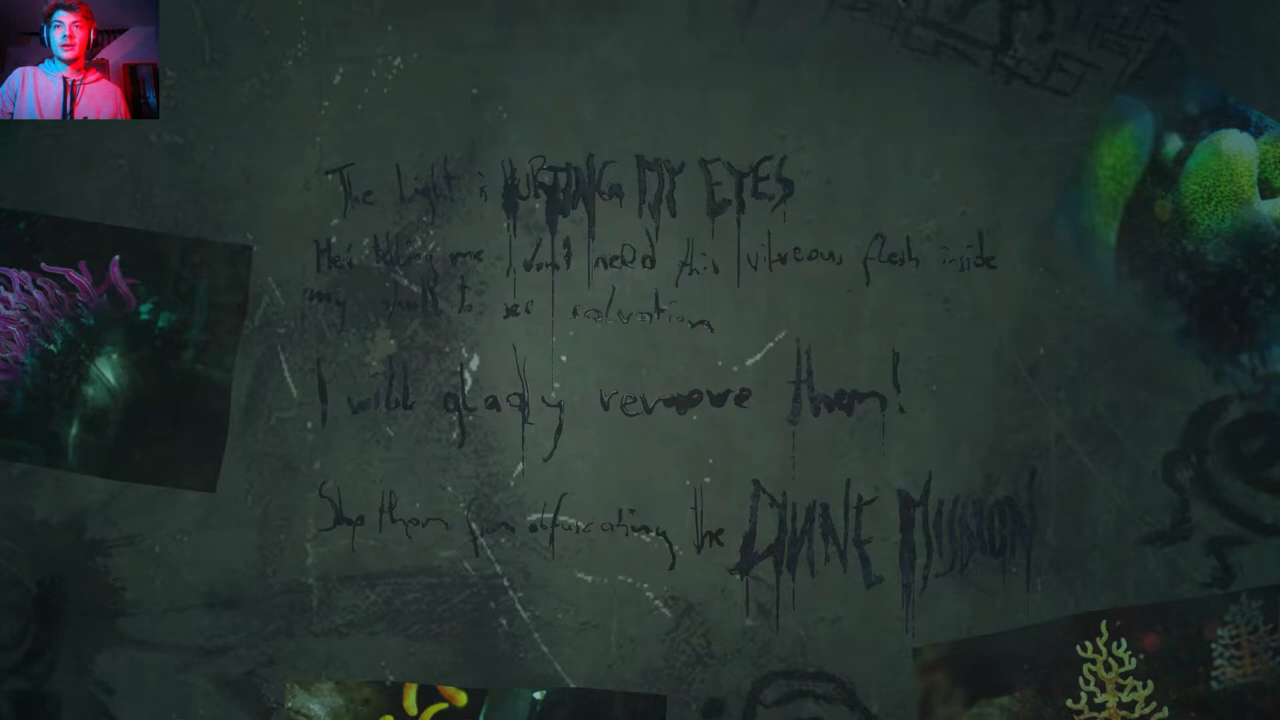 The Light is HURTING MY EYES
He's telling me I don't need this vitreous flesh inside
my skull to see salvation
I will glady remove them!
Stop them from obfuscating the DIVINE MISSION